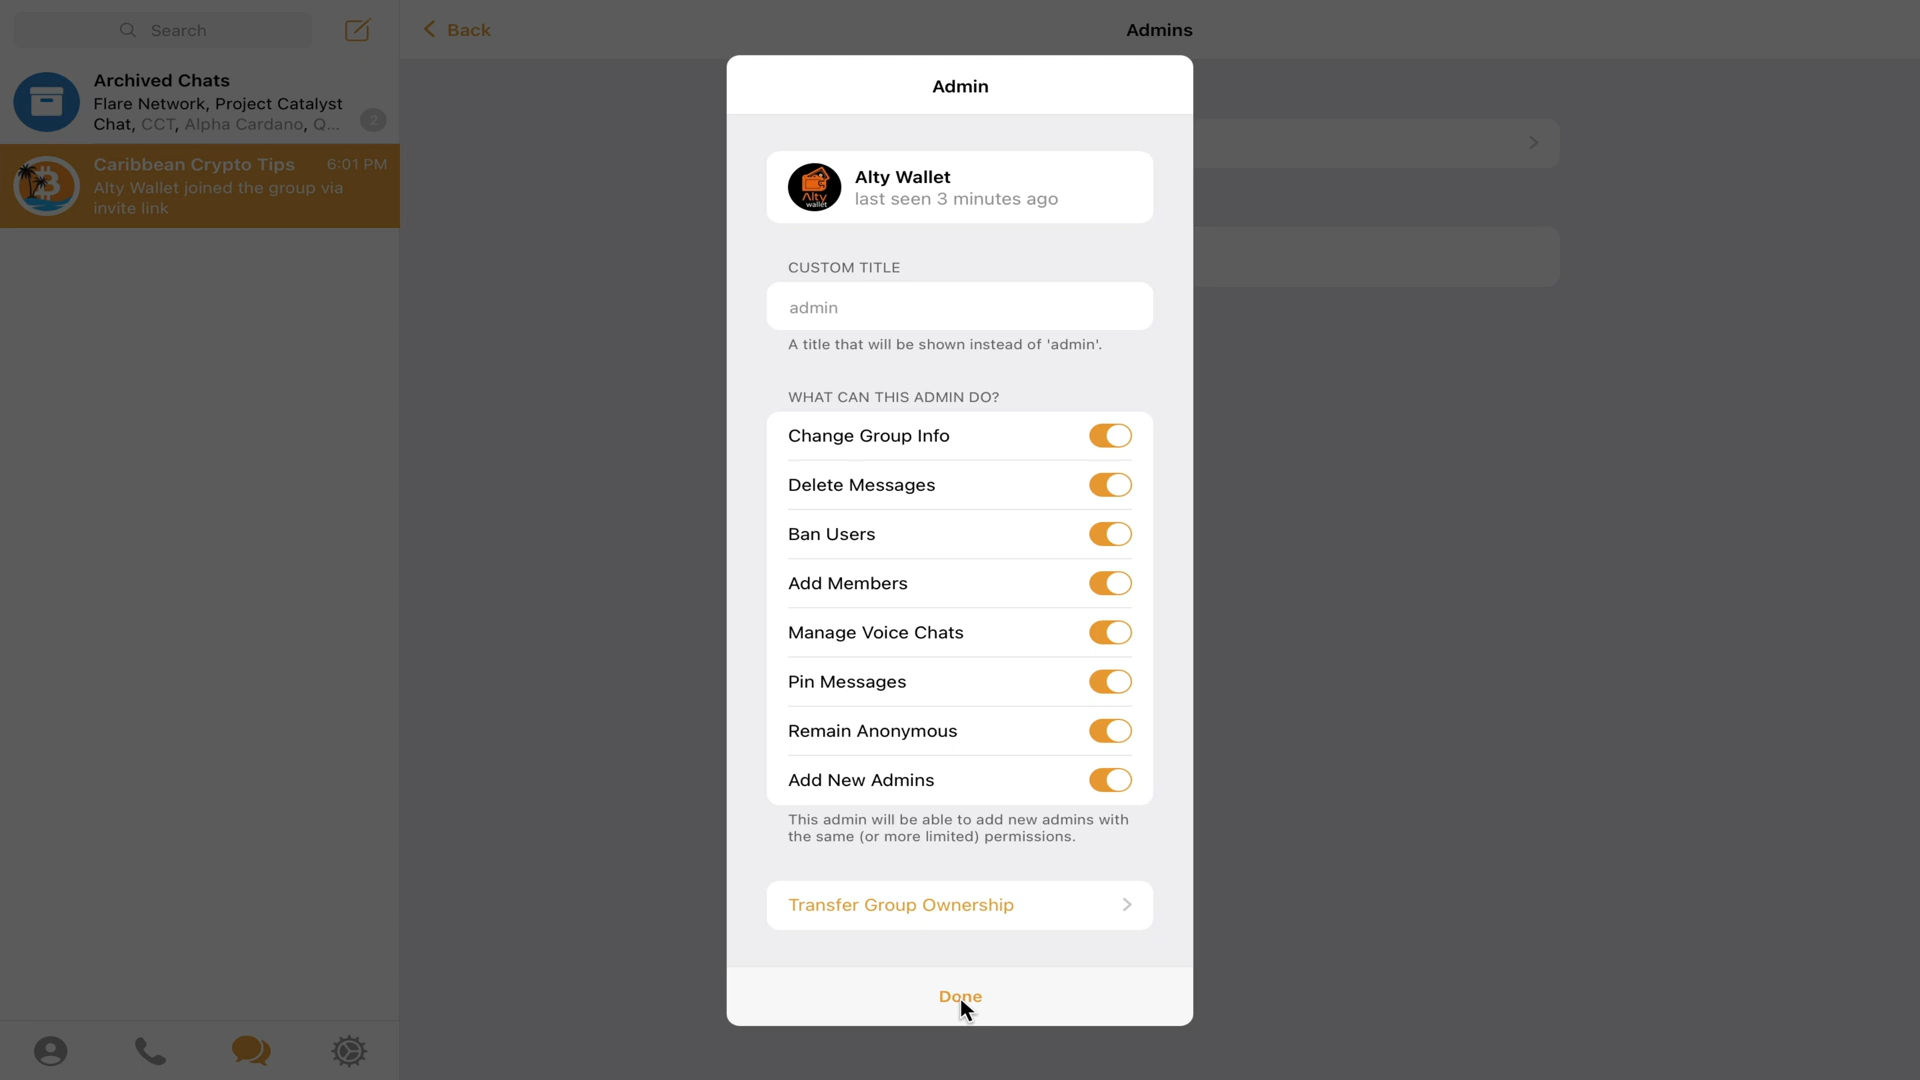 Search
Back
Admins
Archived Chats
Flare Network, Project Catalyst
Chat, CCT, Alpha Cardano, Q...
2
Caribbean Crypto Tips
6:01 PM
Alty Wallet joined the group via
invite link
Admin
Alty
wallet
Alty Wallet
last seen 3 minutes ago
CUSTOM TITLE
admin
A title that will be shown instead of 'admin'.
WHAT CAN THIS ADMIN DO?
Change Group Info
Delete Messages
Ban Users
Add Members
Manage Voice Chats
Pin Messages
Remain Anonymous
Add New Admins
This admin will be able to add new admins with
the same (or more limited) permissions.
Transfer Group Ownership
Done